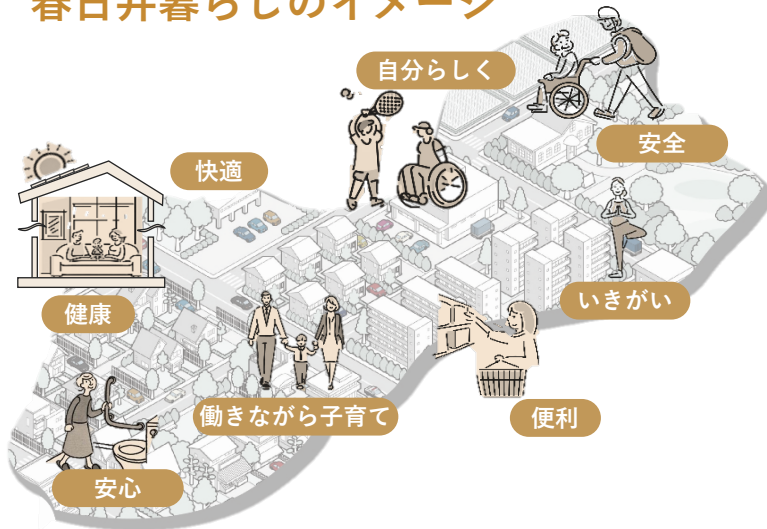 春日井暮らしのイメージ
自分らしく
安全
快適
いきがい
健康
働きながら子育て
便利
安心